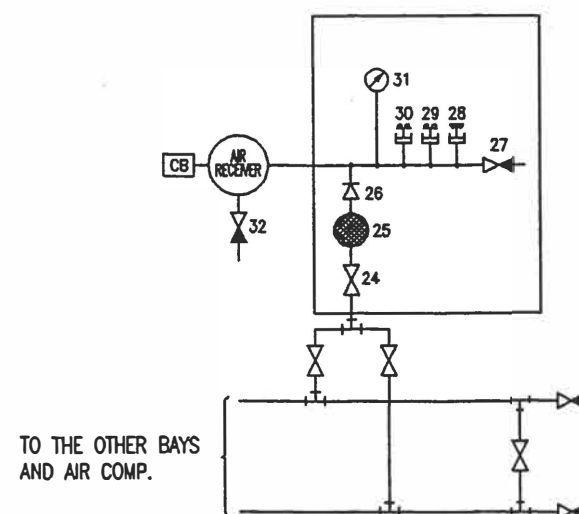 31
30 29 28
27
CB
AIR
RECEIVER
26
32
25
24
TO THE OTHER BAYS
AND AIR COMP.